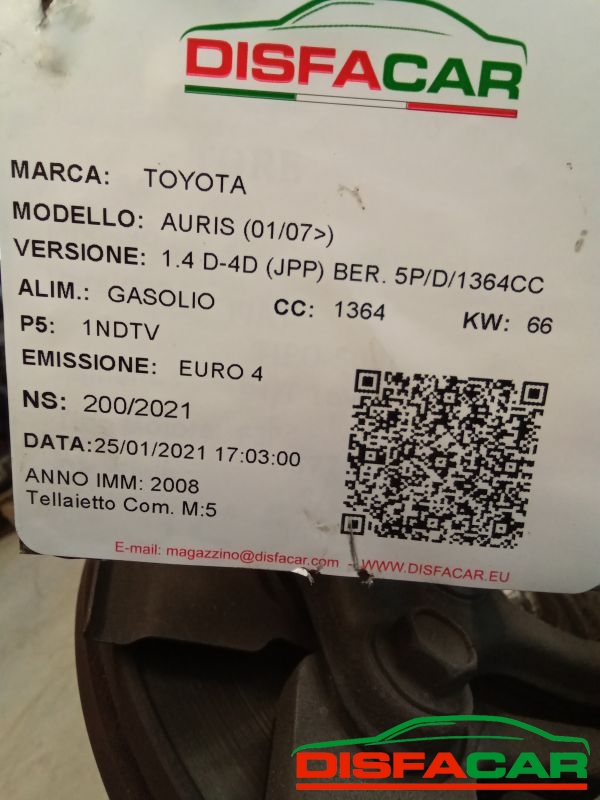 DISFACAR
MARCA: TOYOTA
MODELLO: AURIS (01/07>)
VERSIONE: 1.4 D-4D (JPP) BER. 5P/D/1364CC
ALIM.: GASOLIO CC: 1364 KW: 66
P5: 1NDTV
EMISSIONE: EURO 4
NS: 200/2021
DATA:25/01/2021 17:03:00
ANNO IMM: 2008
Tellaietto Com. M:5
E-mail: magazzino@disfacar.com - WWW.DISFACAR.EU
DISFACAR